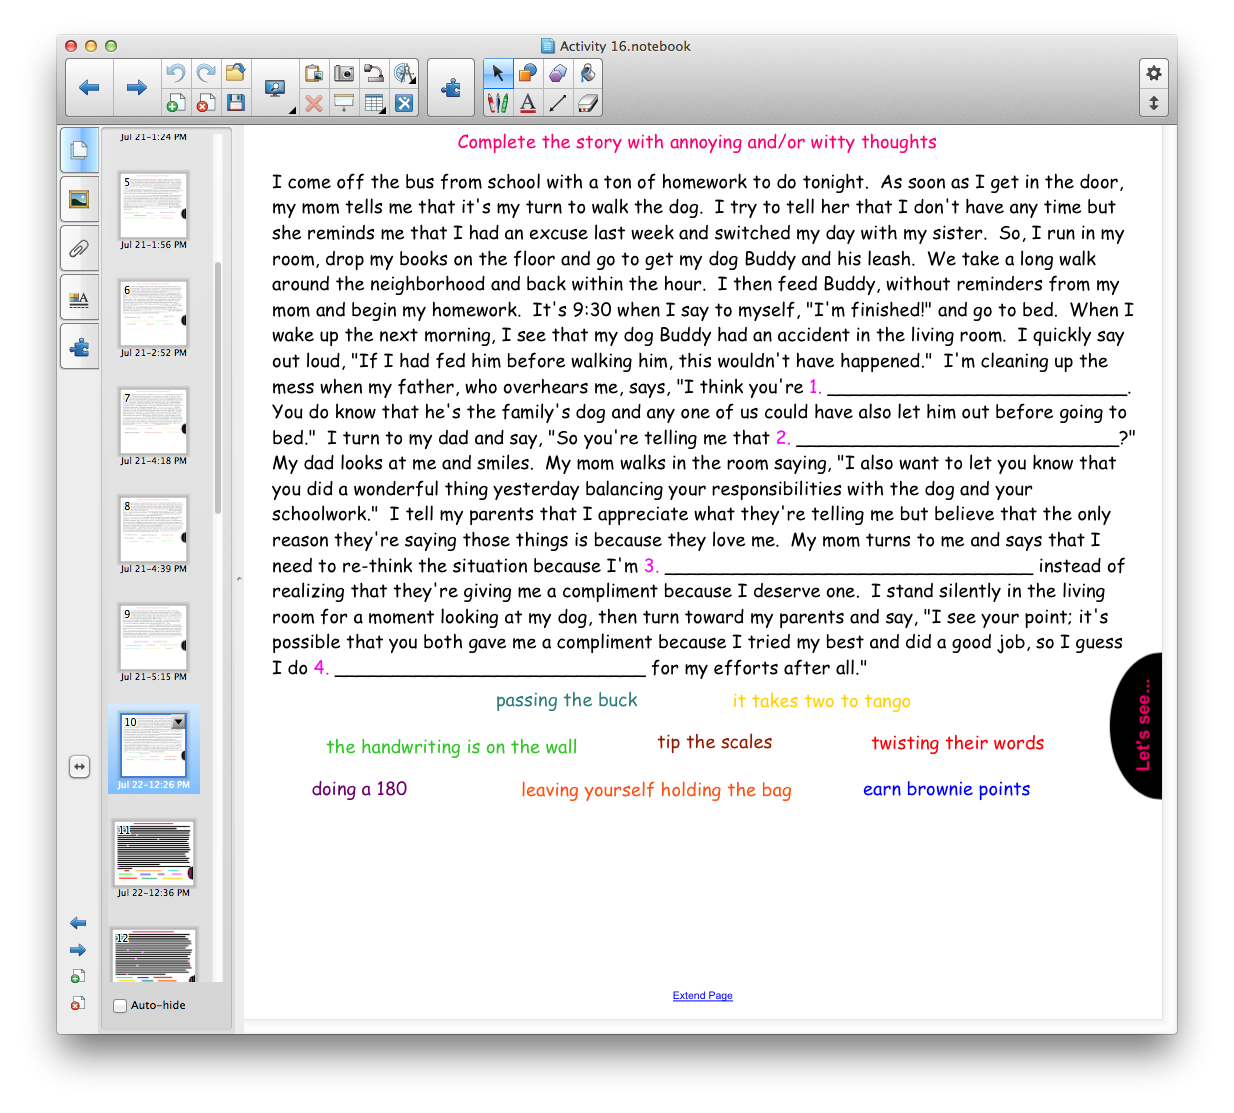 Activity 16.notebook
Jul 21-1:24 PM
5
Jul 21-1:56 PM
6
Jul 21-2:52 PM
7
Jul 21-4:18 PM
8
Jul 21-4:39 PM
9
Jul 21-5:15 PM
10
Jul 22-12:26 PM
11
Jul 22-12:36 PM
12
Auto-hide
Complete the story with annoying and/or witty thoughts
I come off the bus from school with a ton of homework to do tonight. As soon as I get in the door,
my mom tells me that it's my turn to walk the dog. I try to tell her that I don't have any time but
she reminds me that I had an excuse last week and switched my day with my sister. So, I run in my
room, drop my books on the floor and go to get my dog Buddy and his leash. We take a long walk
around the neighborhood and back within the hour. I then feed Buddy, without reminders from my
mom and begin my homework. It's 9:30 when I say to myself, "I'm finished!" and go to bed. When I
wake up the next morning, I see that my dog Buddy had an accident in the living room. I quickly say
out loud, "If I had fed him before walking him, this wouldn't have happened." I'm cleaning up the
mess when my father, who overhears me, says, "I think you're 1. ____________________________.
You do know that he's the family's dog and any one of us could have also let him out before going to
bed." I turn to my dad and say, "So you're telling me that 2. ______________________________?"
My dad looks at me and smiles. My mom walks in the room saying, "I also want to let you know that
you did a wonderful thing yesterday balancing your responsibilities with the dog and your
schoolwork." I tell my parents that I appreciate what they're telling me but believe that the only
reason they're saying those things is because they love me. My mom turns to me and says that I
need to re-think the situation because I'm 3. __________________________________ instead of
realizing that they're giving me a compliment because I deserve one. I stand silently in the living
room for a moment looking at my dog, then turn toward my parents and say, "I see your point; it's
possible that you both gave me a compliment because I tried my best and did a good job, so I guess
I do 4. _____________________________ for my efforts after all."
passing the buck it takes two to tango
the handwriting is on the wall tip the scales twisting their words
doing a 180 leaving yourself holding the bag earn brownie points
Let's see...
Extend Page